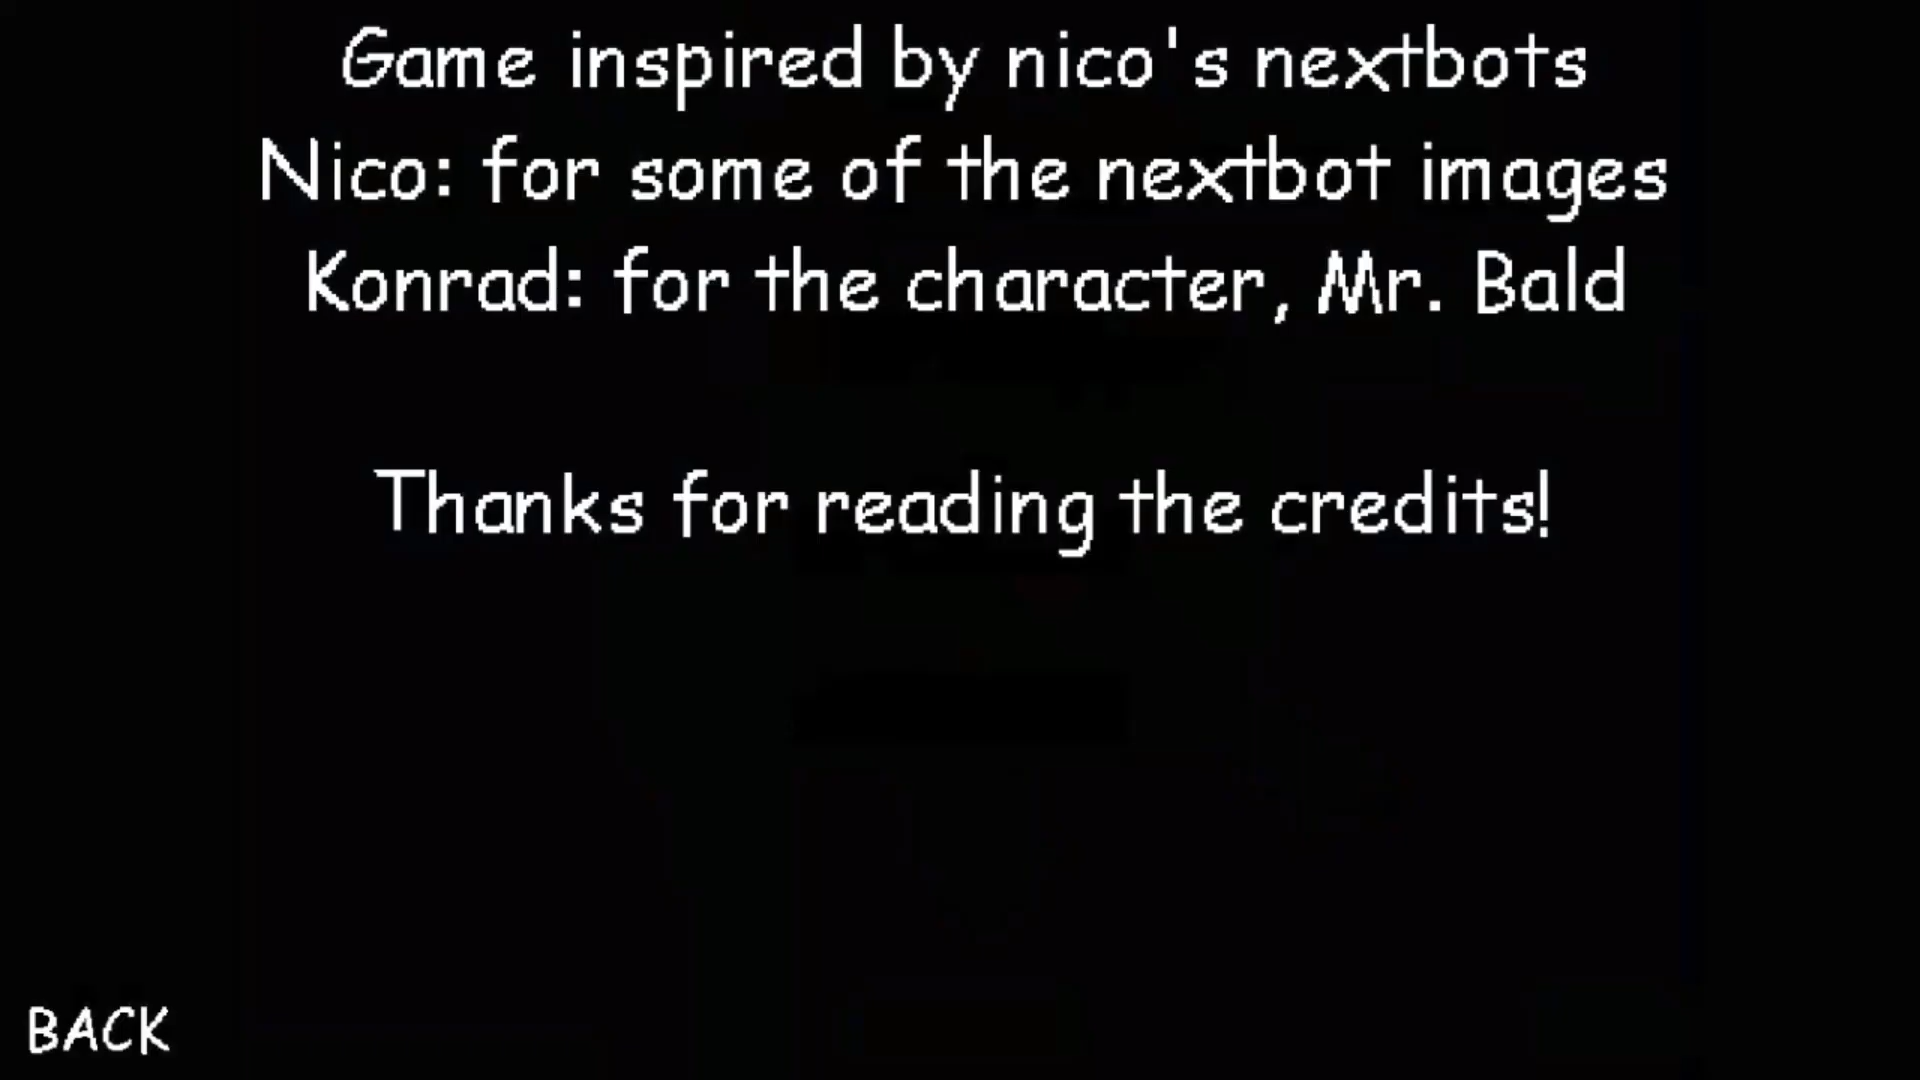 Game inspired by nico's nextbots
Nico: for some of the nextbot images
Konrad: for the character, Mr. Bald
Thanks for reading the credits!
BACK